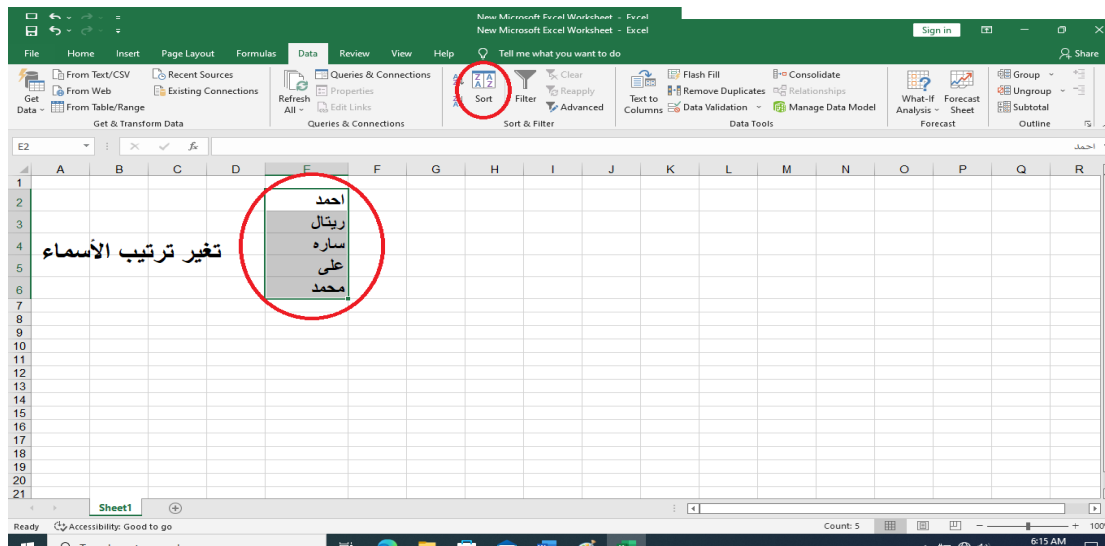 New Microsoft Excel Worksheet - Excel
New Microsoft Excel Worksheet - Excel
Sign in
File Home Insert Page Layout Formulas Data Review View Help Tell me what you want to do
Share
Get Data
From Text/CSV
From Web
From Table/Range
Recent Sources
Existing Connections
Get & Transform Data
Refresh All
Queries & Connections
Properties
Edit Links
Queries & Connections
Sort
Filter
Clear
Reapply
Advanced
Sort & Filter
Text to Columns
Flash Fill
Remove Duplicates
Data Validation
Consolidate
Relationships
Manage Data Model
Data Tools
What-If Analysis
Forecast Sheet
Forecast
Group
Ungroup
Subtotal
Outline
E2
fx
احمد
A B C D E F G H I J K L M N O P Q R
1
2 احمد
3 ريتال
4 ساره
تغير ترتيب الأسماء
5 على
6 محمد
7
8
9
10
11
12
13
14
15
16
17
18
19
20
21
Sheet1
Ready Accessibility: Good to go
Count: 5
6:15 AM